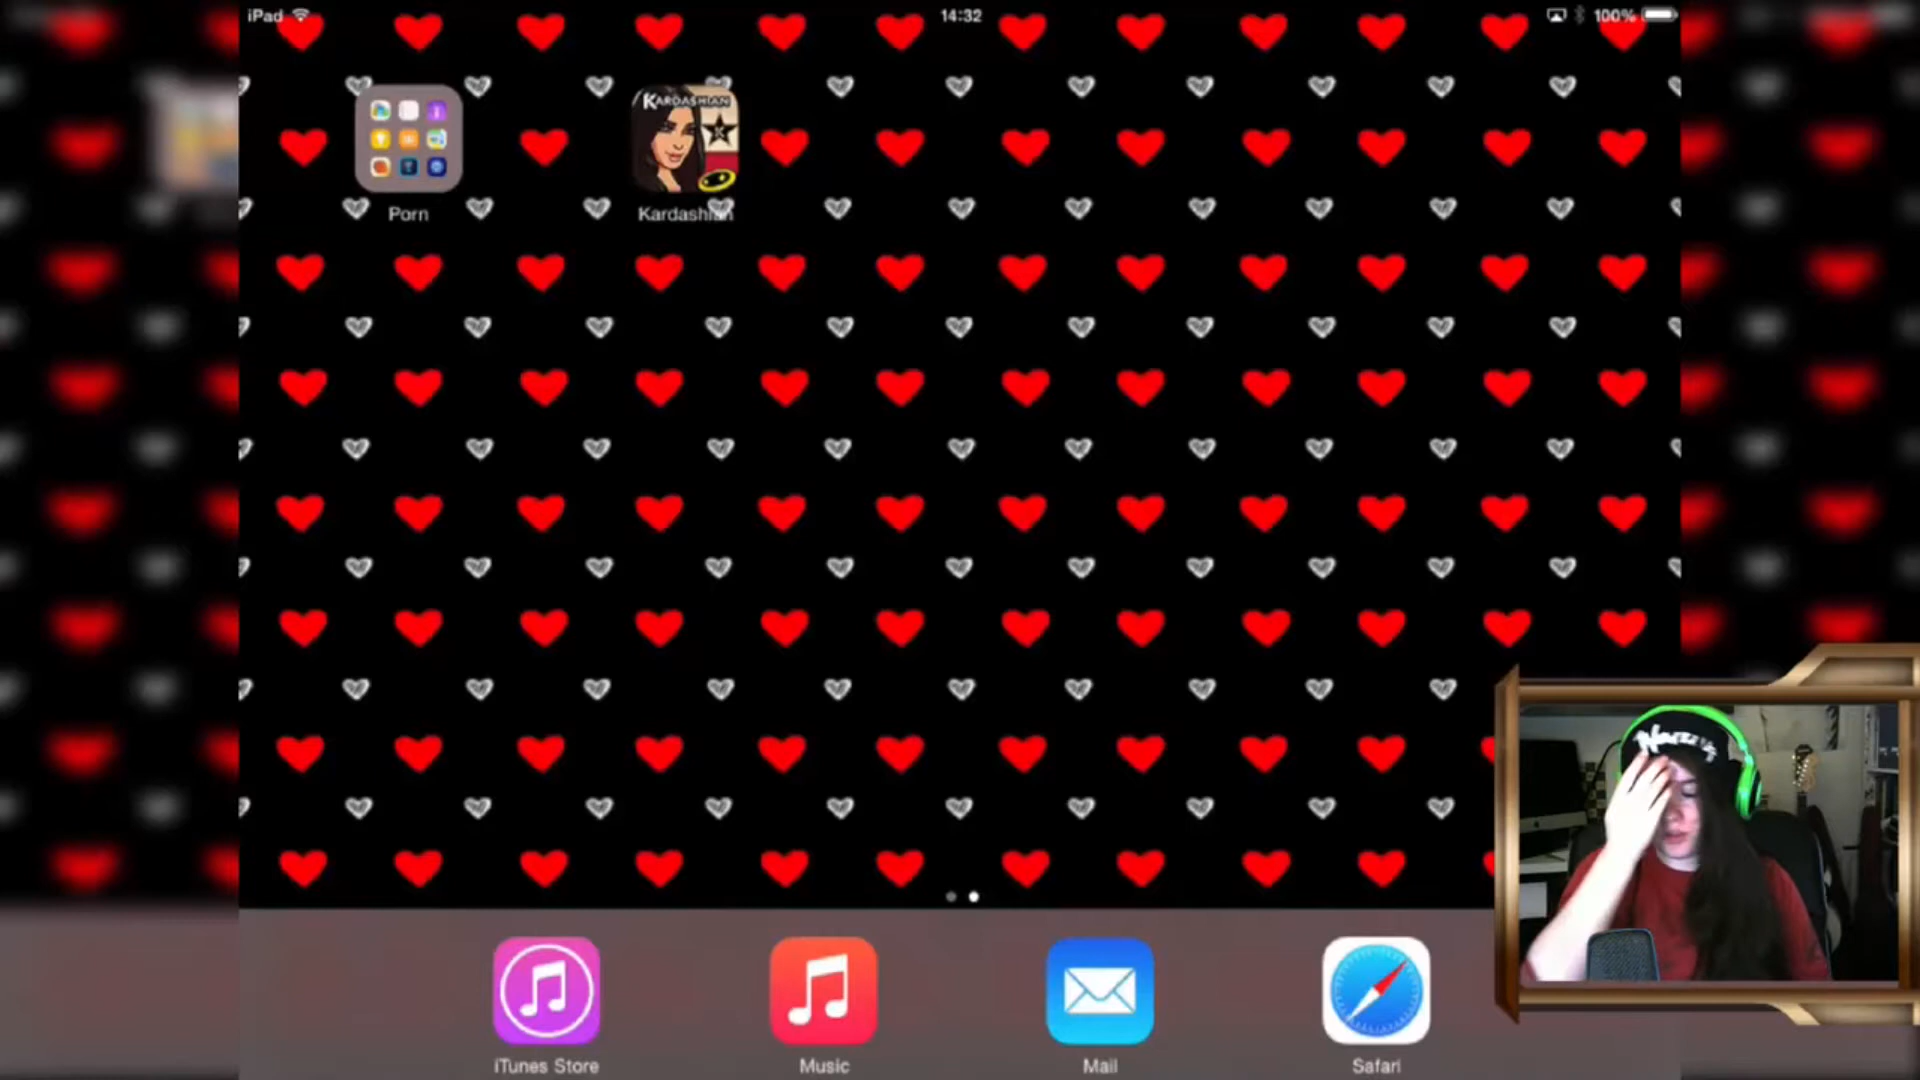 iPad
14:32
100%
KARDASHIAN
K
Porn
Kardashian
iTunes Store
Music
Mail
Safari